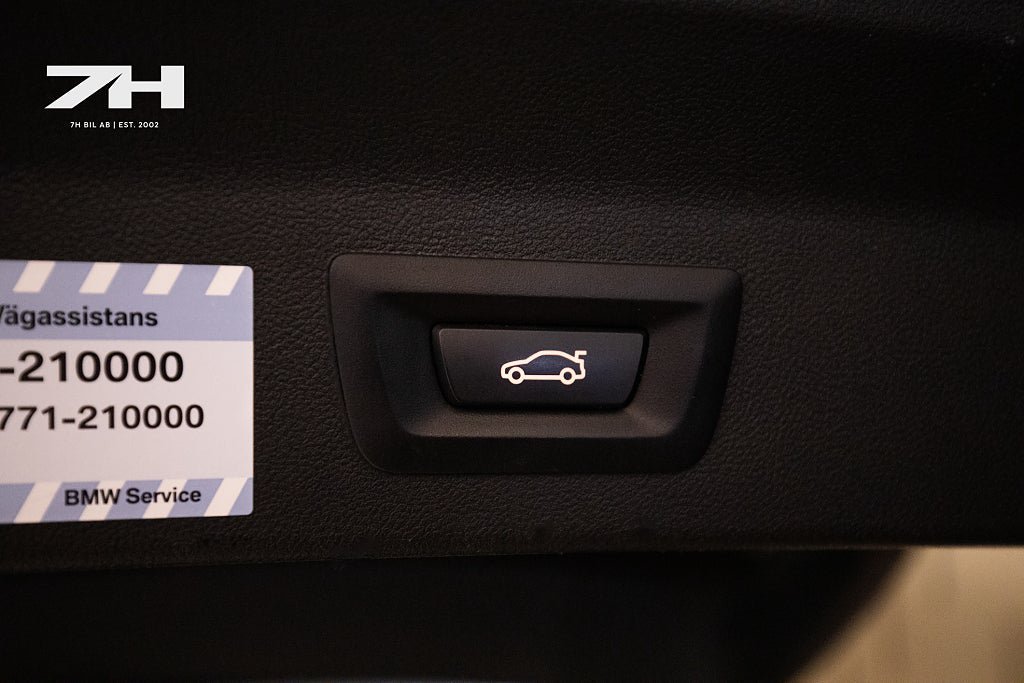 7H
7H BIL AB | EST. 2002
Vägassistans
-210000
771-210000
BMW Service